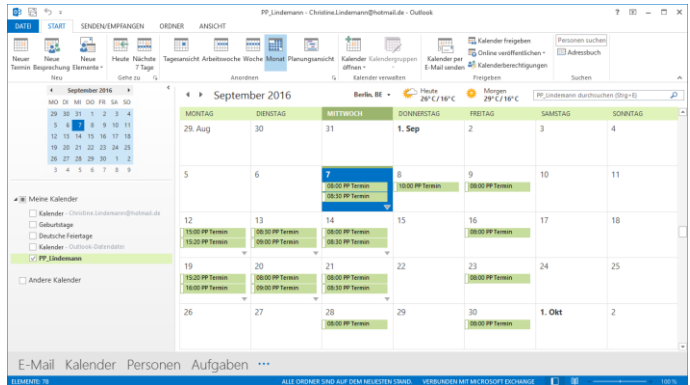 PP_Lindemann - Christine.Lindemann@hotmail.de - Outlook
DATEI START SENDEN/EMPFANGEN ORDNER ANSICHT
Neuer Termin Neue Besprechung Neue Elemente Heute Nächste 7 Tage Tagesansicht Arbeitswoche Woche Monat Planungsansicht Kalender öffnen Kalendergruppen Kalender per E-Mail senden
Kalender freigeben
Online veröffentlichen
Kalenderberechtigungen
Personen suchen
Adressbuch
Neu Gehe zu Anordnen Kalender verwalten Freigeben Suchen
September 2016
MO DI MI DO FR SA SO
29 30 31 1 2 3 4
5 6 7 8 9 10 11
12 13 14 15 16 17 18
19 20 21 22 23 24 25
26 27 28 29 30 1 2
3 4 5 6 7 8 9
Meine Kalender
Kalender - Christine.Lindemann@hotmail.de
Geburtstage
Deutsche Feiertage
Kalender - Outlook-Datendatei
PP_Lindemann
Andere Kalender
September 2016 Berlin, BE Heute 26°C/16°C Morgen 29°C/16°C PP_Lindemann durchsuchen (Strg+E)
MONTAG DIENSTAG MITTWOCH DONNERSTAG FREITAG SAMSTAG SONNTAG
29. Aug 30 31 1. Sep 2 3 4
5 6 7 8 9 10 11
08:00 PP Termin 10:00 PP Termin 08:00 PP Termin
08:30 PP Termin
12 13 14 15 16 17 18
15:00 PP Termin 08:30 PP Termin 08:00 PP Termin 08:00 PP Termin
15:20 PP Termin 09:00 PP Termin 08:30 PP Termin
19 20 21 22 23 24 25
15:20 PP Termin 08:00 PP Termin 08:00 PP Termin 08:00 PP Termin
16:00 PP Termin 09:00 PP Termin 08:30 PP Termin
26 27 28 29 30 1. Okt 2
08:00 PP Termin 08:00 PP Termin
E-Mail Kalender Personen Aufgaben
ELEMENTE: 78 ALLE ORDNER SIND AUF DEM NEUESTEN STAND. VERBUNDEN MIT MICROSOFT EXCHANGE 100 %